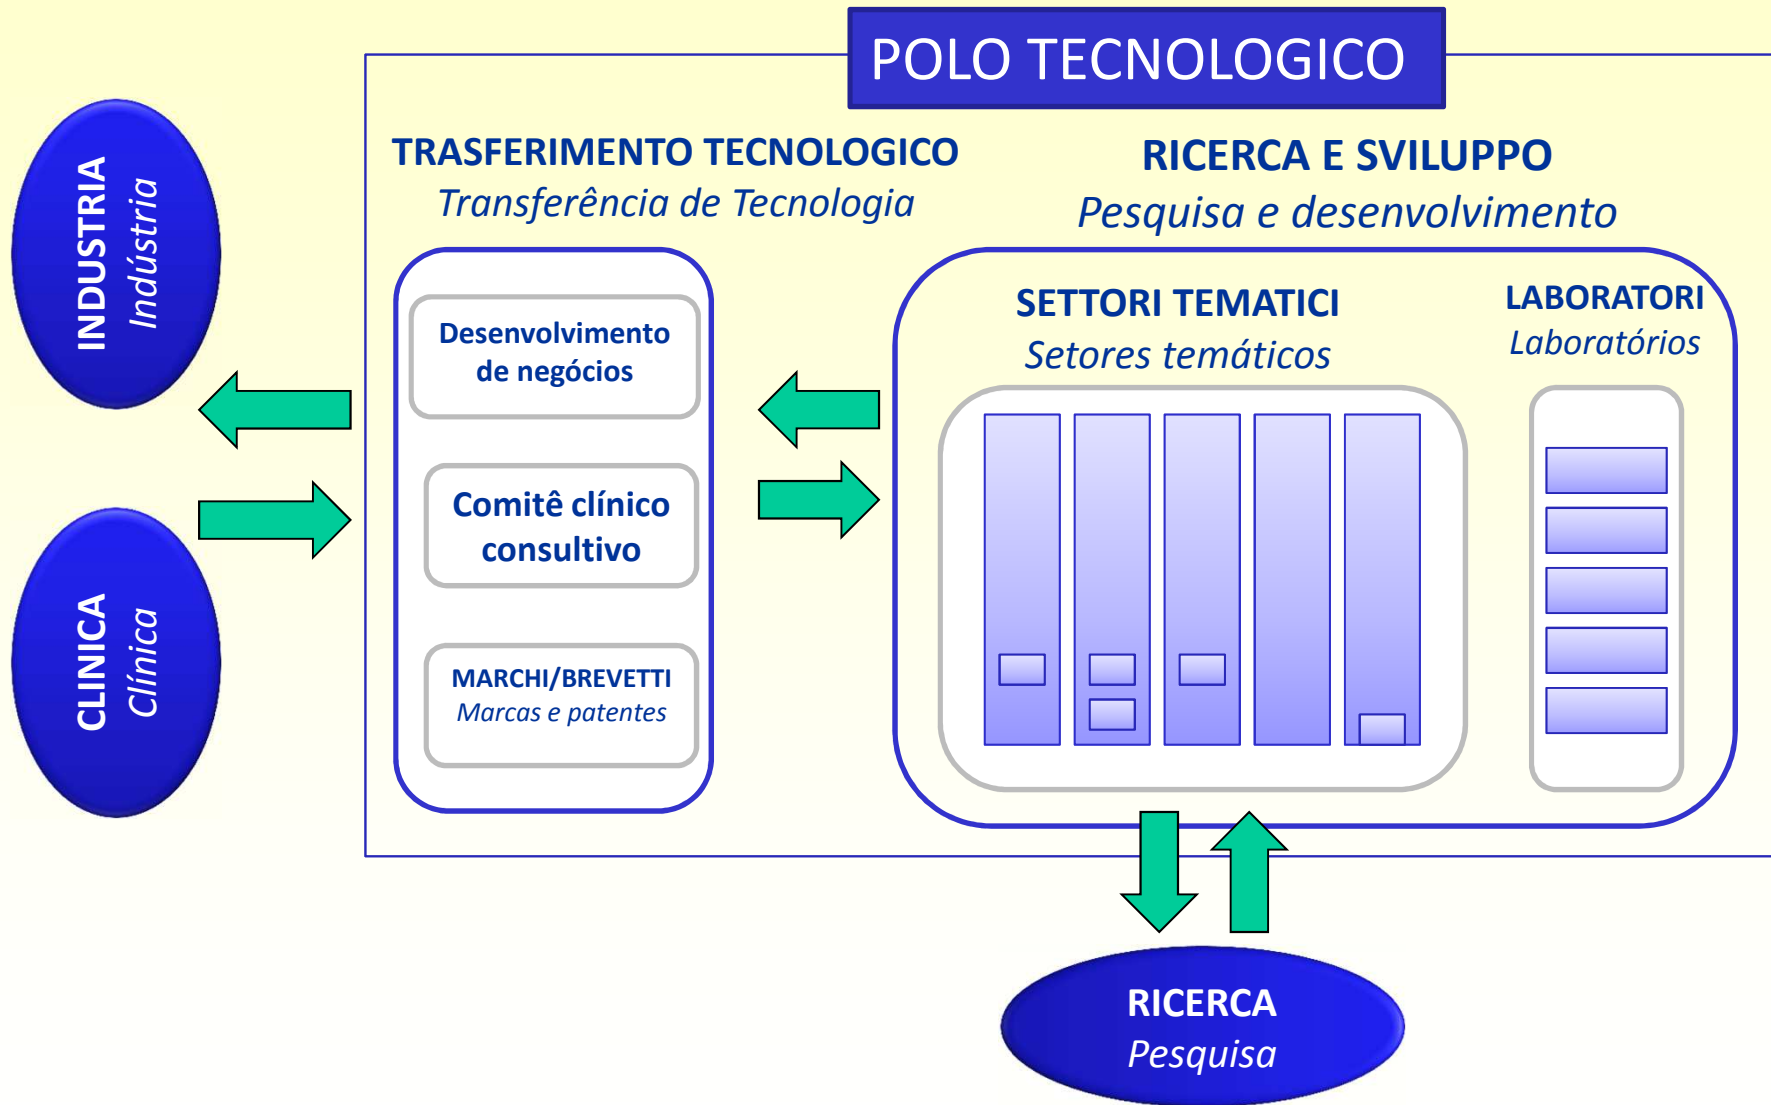 POLO TECNOLOGICO
INDUSTRIA
Indústria
CLINICA
Clínica
TRASFERIMENTO TECNOLOGICO
Transferência de Tecnologia
Desenvolvimento
de negócios
Comitê clínico
consultivo
MARCHI/BREVETTI
Marcas e patentes
RICERCA E SVILUPPO
Pesquisa e desenvolvimento
SETTORI TEMATICI
Setores temáticos
LABORATORI
Laboratórios
RICERCA
Pesquisa